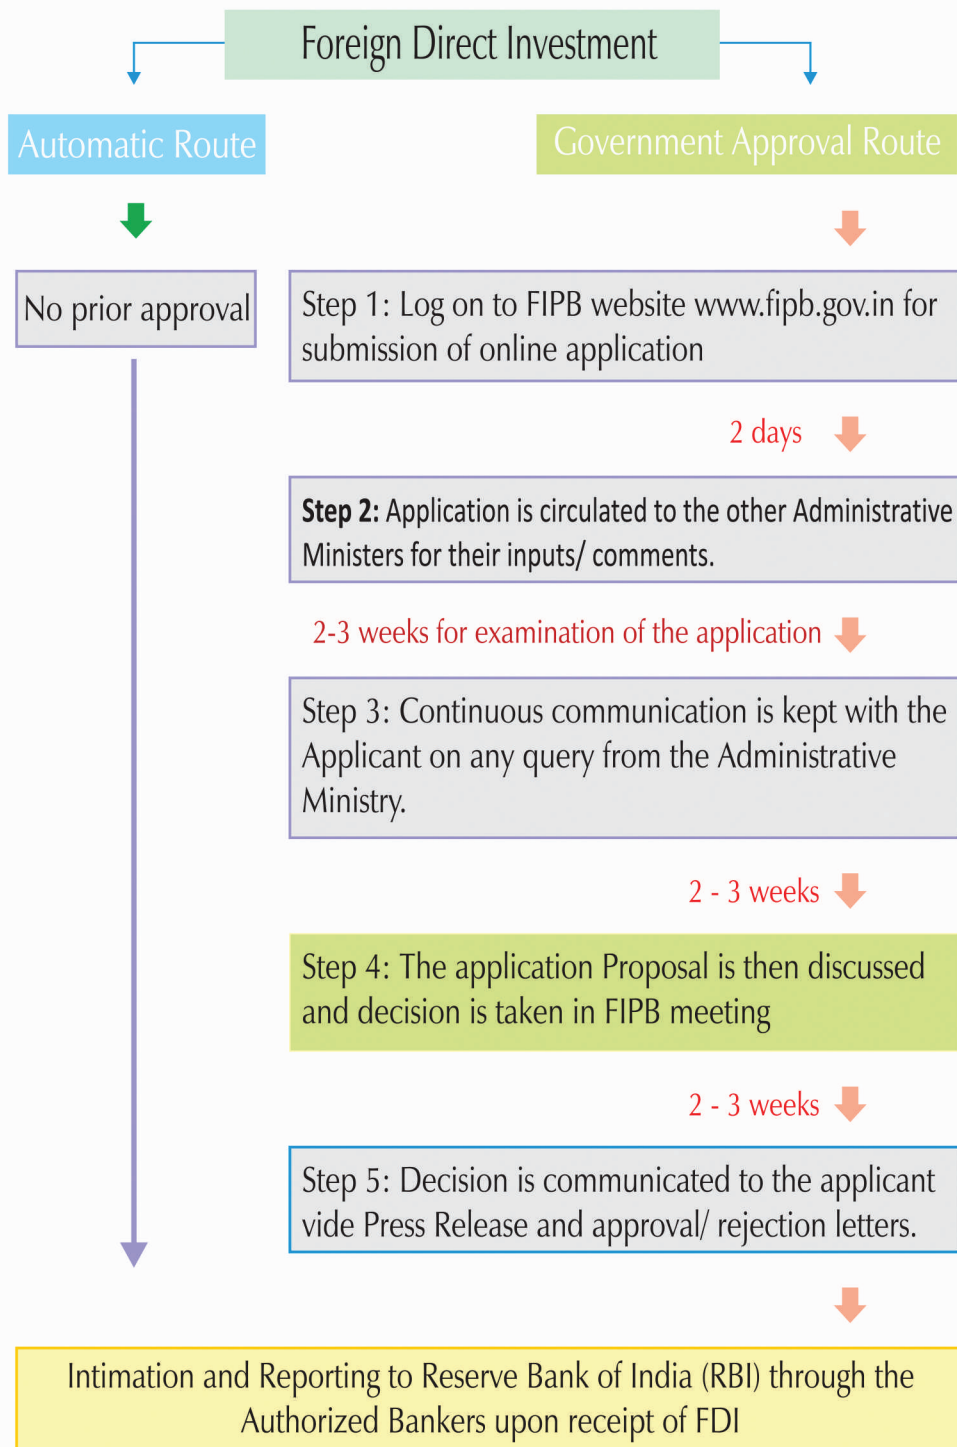 Foreign Direct Investment
Automatic Route
Government Approval Route
No prior approval
Step 1: Log on to FIPB website www.fipb.gov.in for
submission of online application
2 days
Step 2: Application is circulated to the other Administrative
Ministers for their inputs/ comments.
2-3 weeks for examination of the application
Step 3: Continuous communication is kept with the
Applicant on any query from the Administrative
Ministry.
2 - 3 weeks
Step 4: The application Proposal is then discussed
and decision is taken in FIPB meeting
2 - 3 weeks
Step 5: Decision is communicated to the applicant
vide Press Release and approval/ rejection letters.
Intimation and Reporting to Reserve Bank of India (RBI) through the
Authorized Bankers upon receipt of FDI